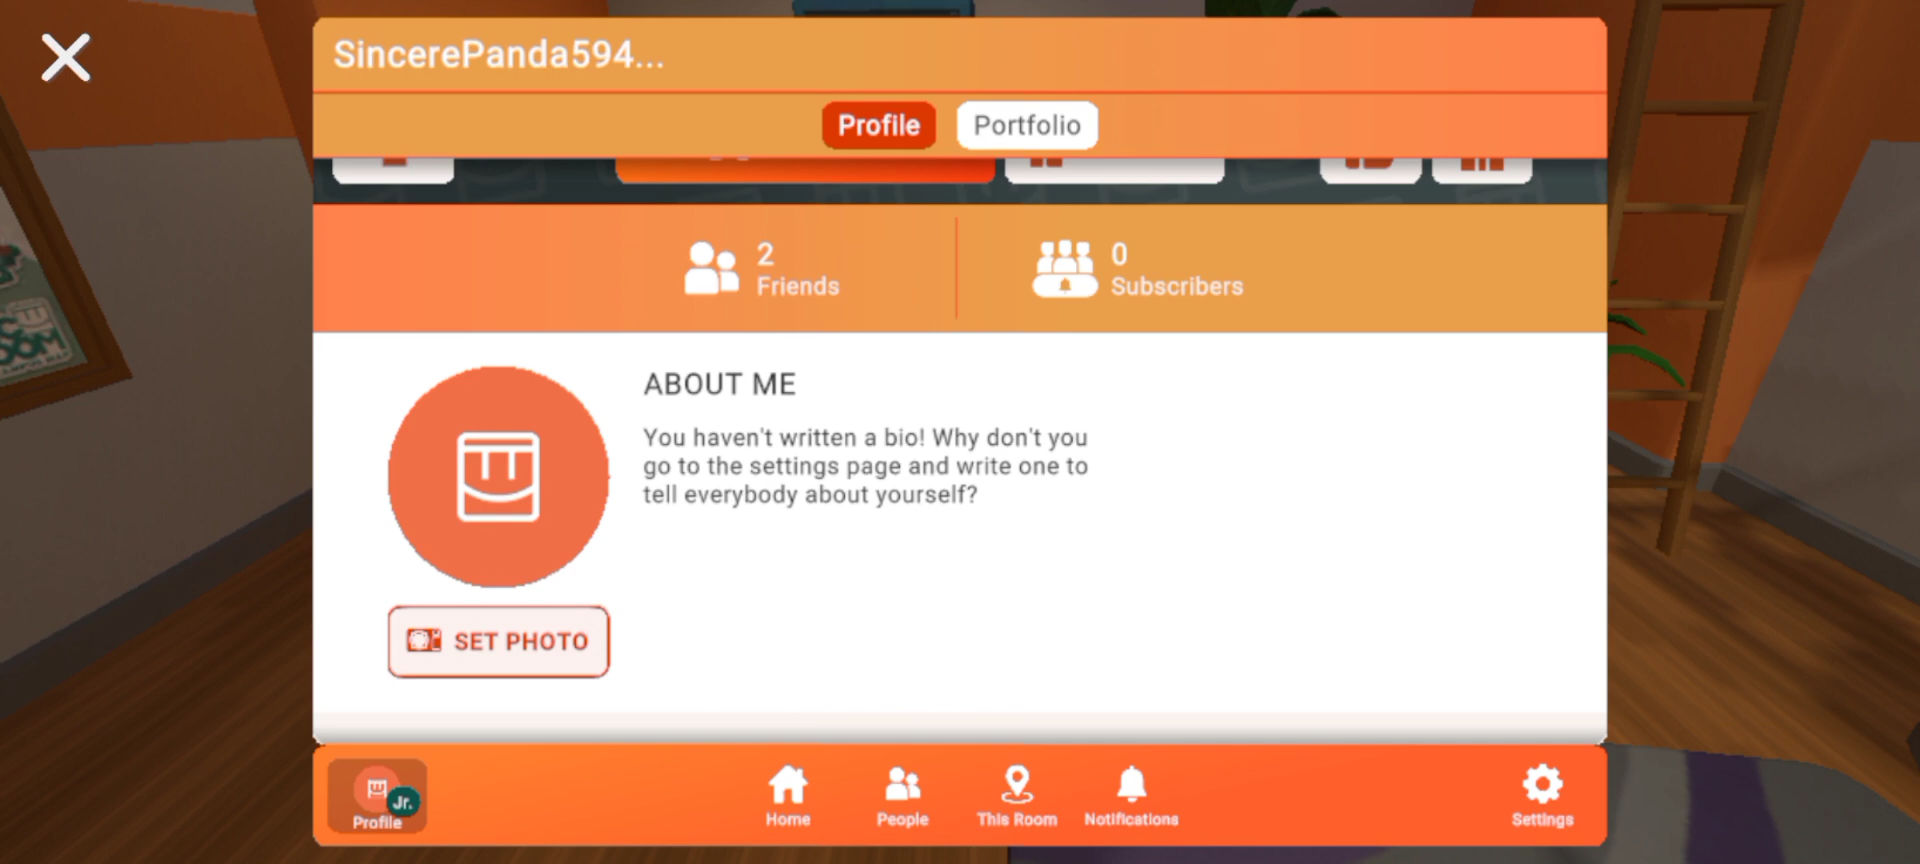 SincerePanda594...
Profile
Portfolio
2
Friends
0
Subscribers
ABOUT ME
You haven't written a bio! Why don't you
go to the settings page and write one to
tell everybody about yourself?
SET PHOTO
Jr.
Profile
Home
People
This Room
Notifications
Settings